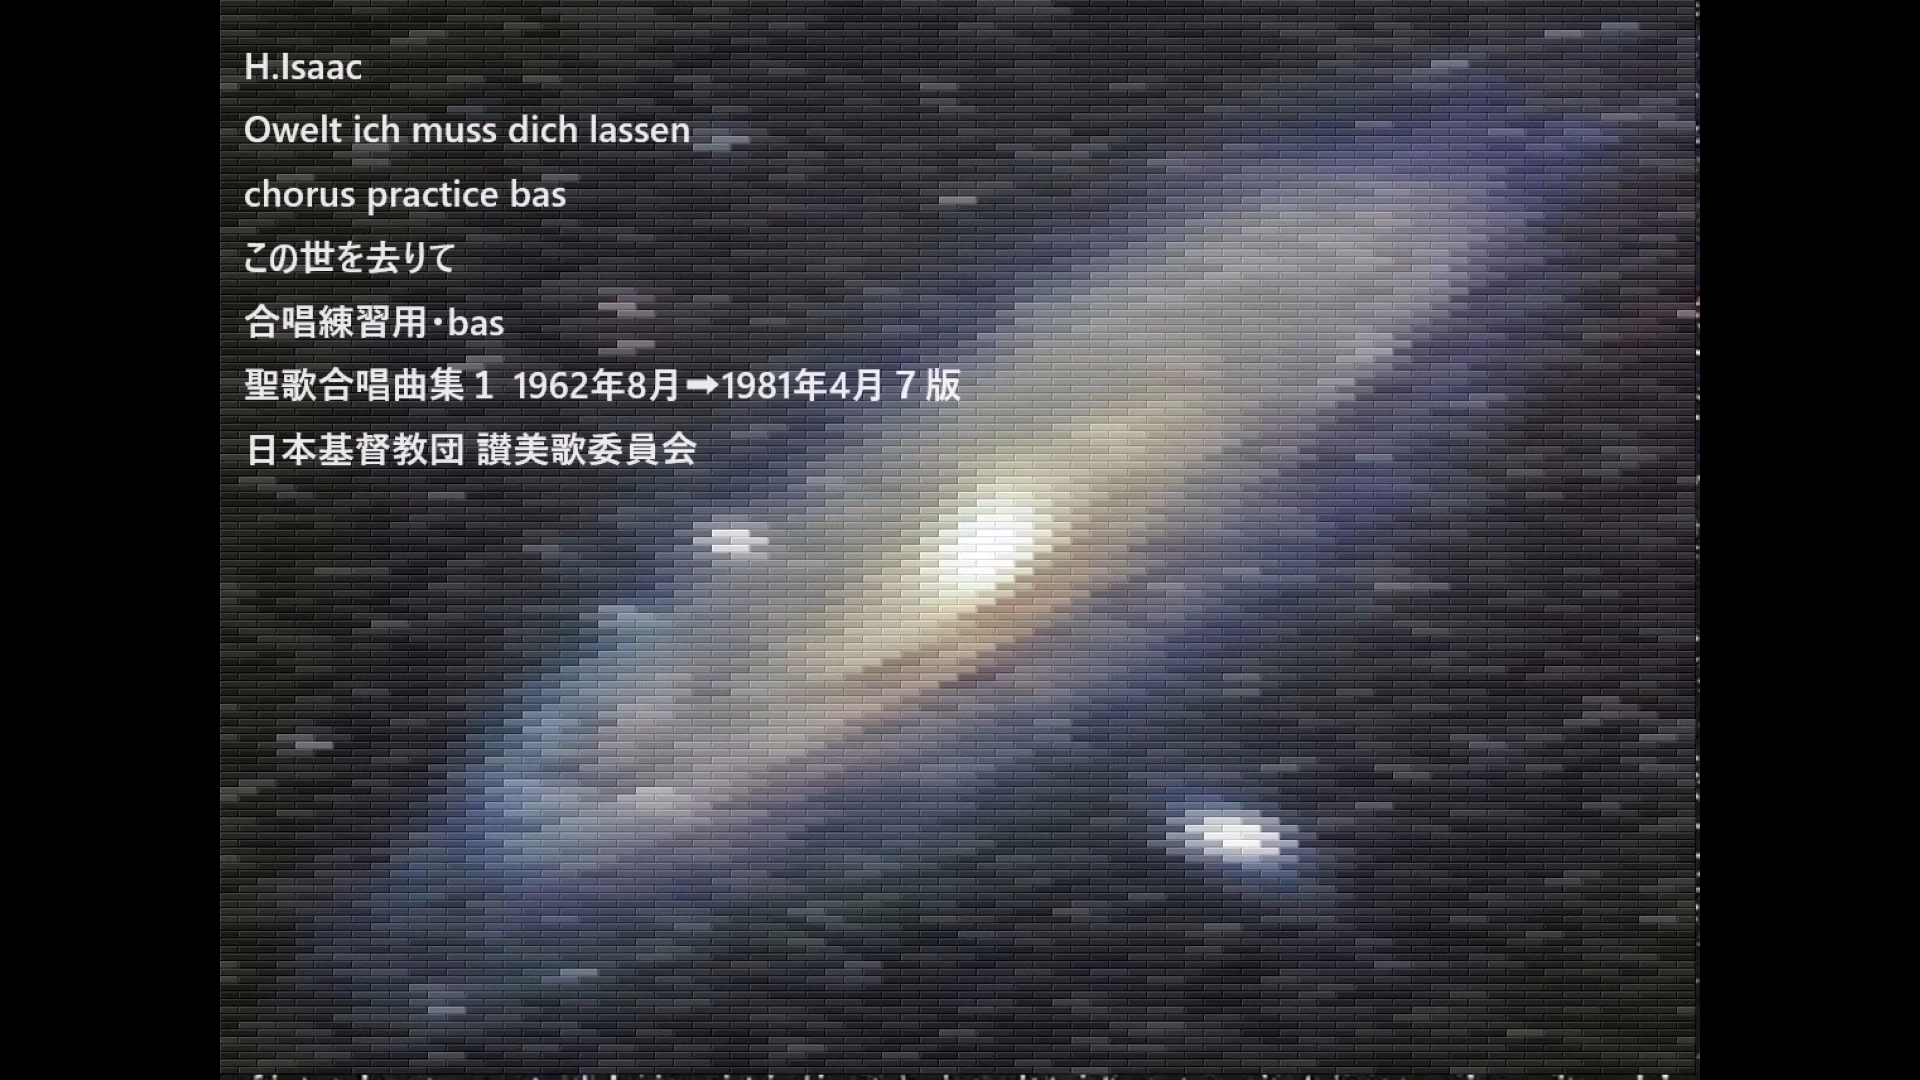 H.Isaac
Owelt ich muss dich lassen
chorus practice bas
この世を去りて
合唱練習用・bas
聖歌合唱曲集１ 1962年8月➡1981年4月７版
日本基督教団 讃美歌委員会